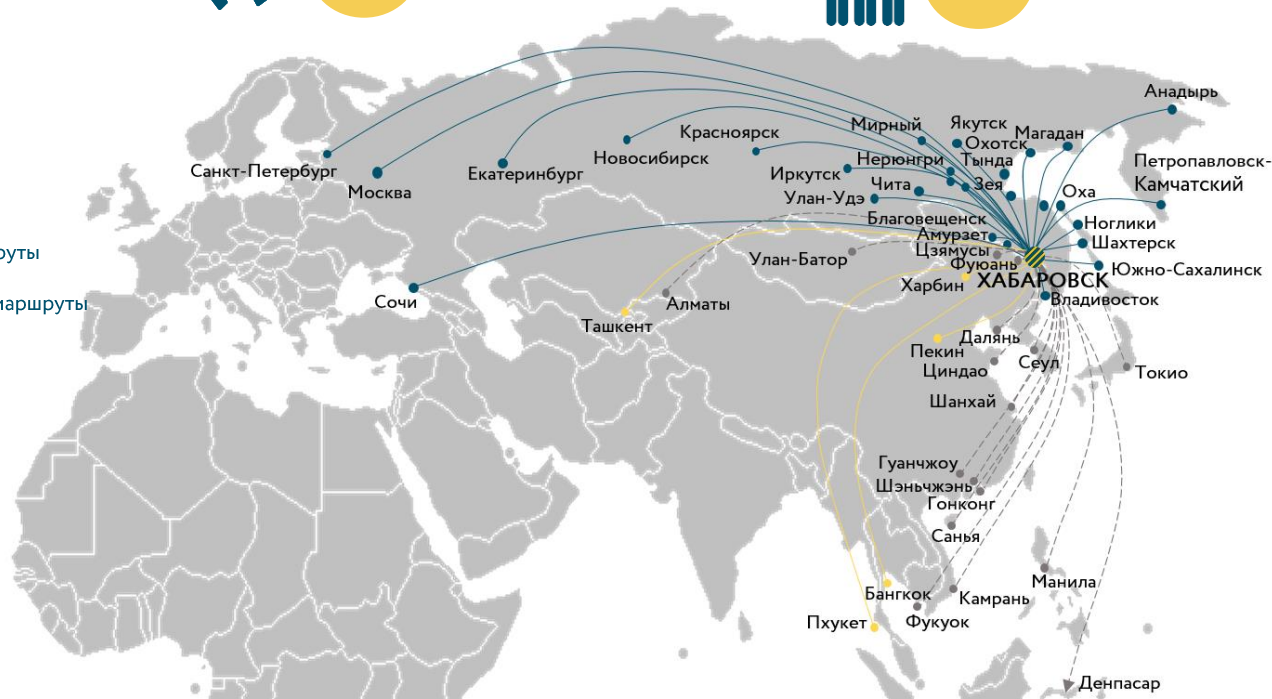 Анадырь
Якутск
Мирный
Магадан
Красноярск
Охотск
Новосибирск
Нерюнгри
Тында
Петропавловск-
Камчатский
Санкт-Петербург
Екатеринбург
Иркутск
Москва
Чита
Зея
Оха
Улан-Удэ
Благовещенск
Ноглики
Амурзет
Шахтерск
Цзямусы
Улан-Батор
Фуюань
Южно-Сахалинск
Харбин
ХАБАРОВСК
Сочи
Алматы
Владивосток
Ташкент
Далянь
Пекин
Сеул
Циндао
Токио
Шанхай
Гуанчжоу
Шэньчжэнь
Гонконг
Санья
Манила
Бангкок
Камрань
Пхукет
Фукуок
Денпасар